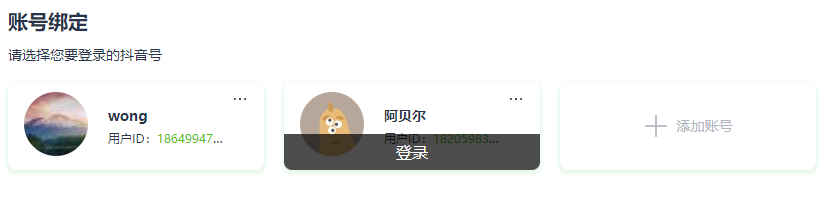 账号绑定
请选择您要登录的抖音号
wong
用户ID：18649947...
阿贝尔
用户ID：18205983...
登录
添加账号